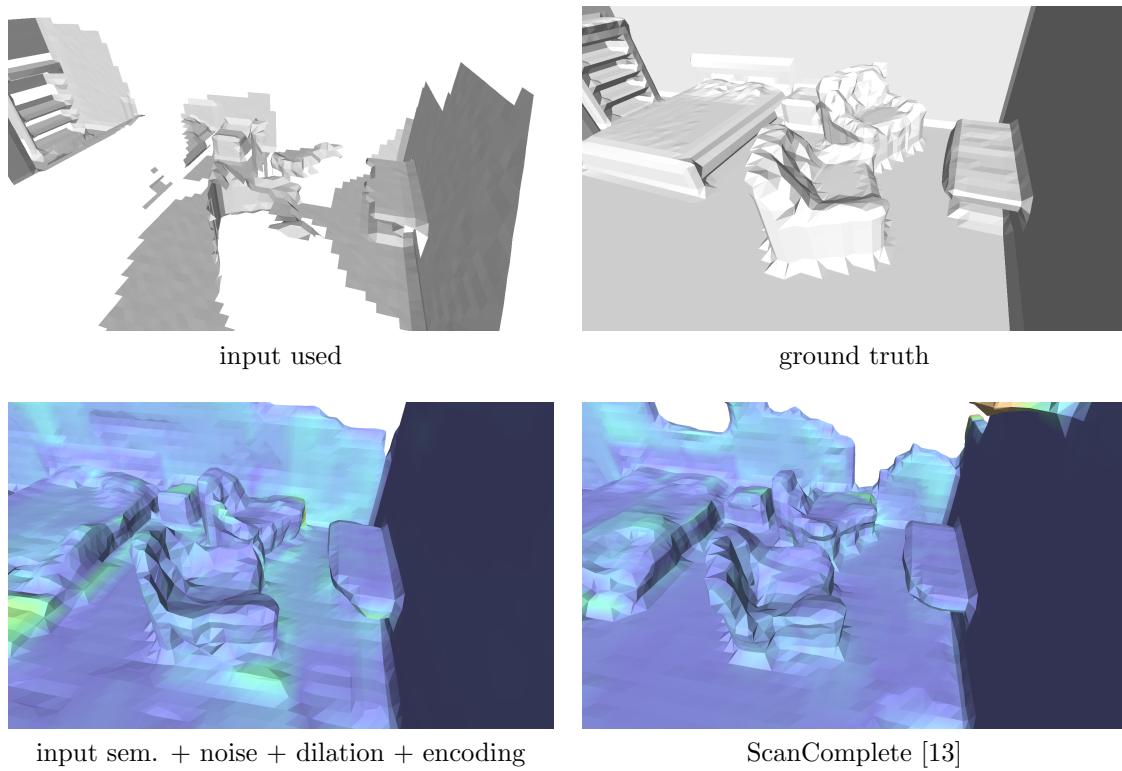 input used
ground truth
input sem. + noise + dilation + encoding
ScanComplete [13]